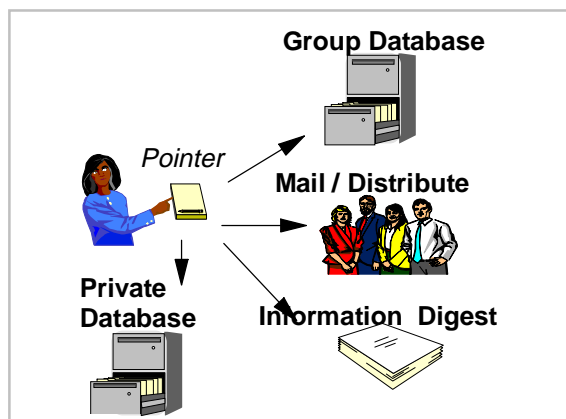 Group Database
Pointer
Mail / Distribute
Private
Database
Information Digest